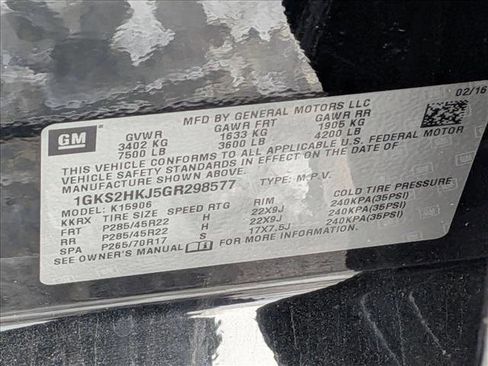 MFD BY GENERAL MOTORS LLC 02/16
GM
GVWR GAWR FRT GAWR RR
3402 KG 1633 KG 1905 KG
7500 LB 3600 LB 4200 LB
THIS VEHICLE CONFORMS TO ALL APPLICABLE U.S. FEDERAL MOTOR
VEHICLE SAFETY STANDARDS IN EFFECT ON THE DATE OF
MANUFACTURE SHOWN ABOVE.
1GKS2HKJ5GR298577 TYPE: M.P.V.
MODEL: K15906
KKRX TIRE SIZE SPEED RTG RIM COLD TIRE PRESSURE
FRT P285/45R22 H 22X9J 240KPA(35PSI)
RR P285/45R22 H 22X9J 240KPA(35PSI)
SPA P265/70R17 S 17X7.5J 240KPA(35PSI)
SEE OWNER'S MANUAL FOR MORE INFORMATION.